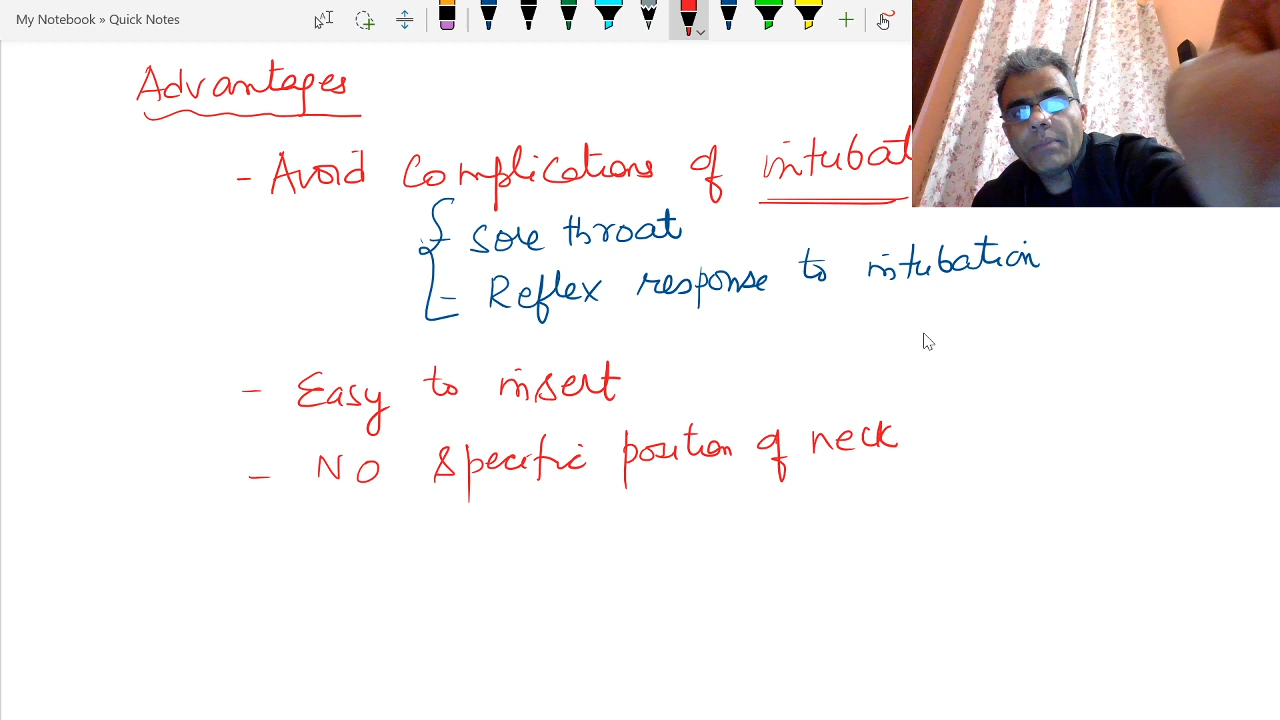 My Notebook » Quick Notes
Advantages
- Avoid Complications of intubat
Sore throat
- Reflex response to intubation
- Easy to insert
- No specific position of neck